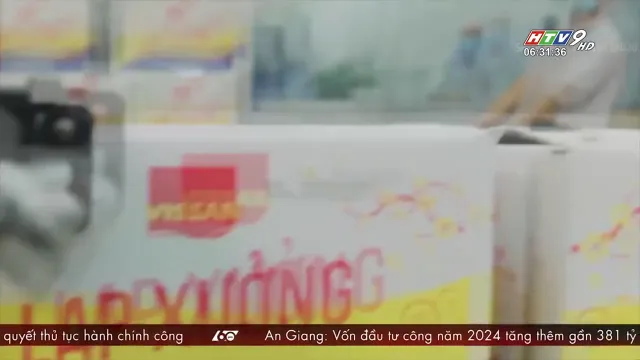 HTV9 HD
06:31:36
VISSAN
LẠP XƯỞNG
quyết thủ tục hành chính công
60 An Giang: Vốn đầu tư công năm 2024 tăng thêm gần 381 tỷ